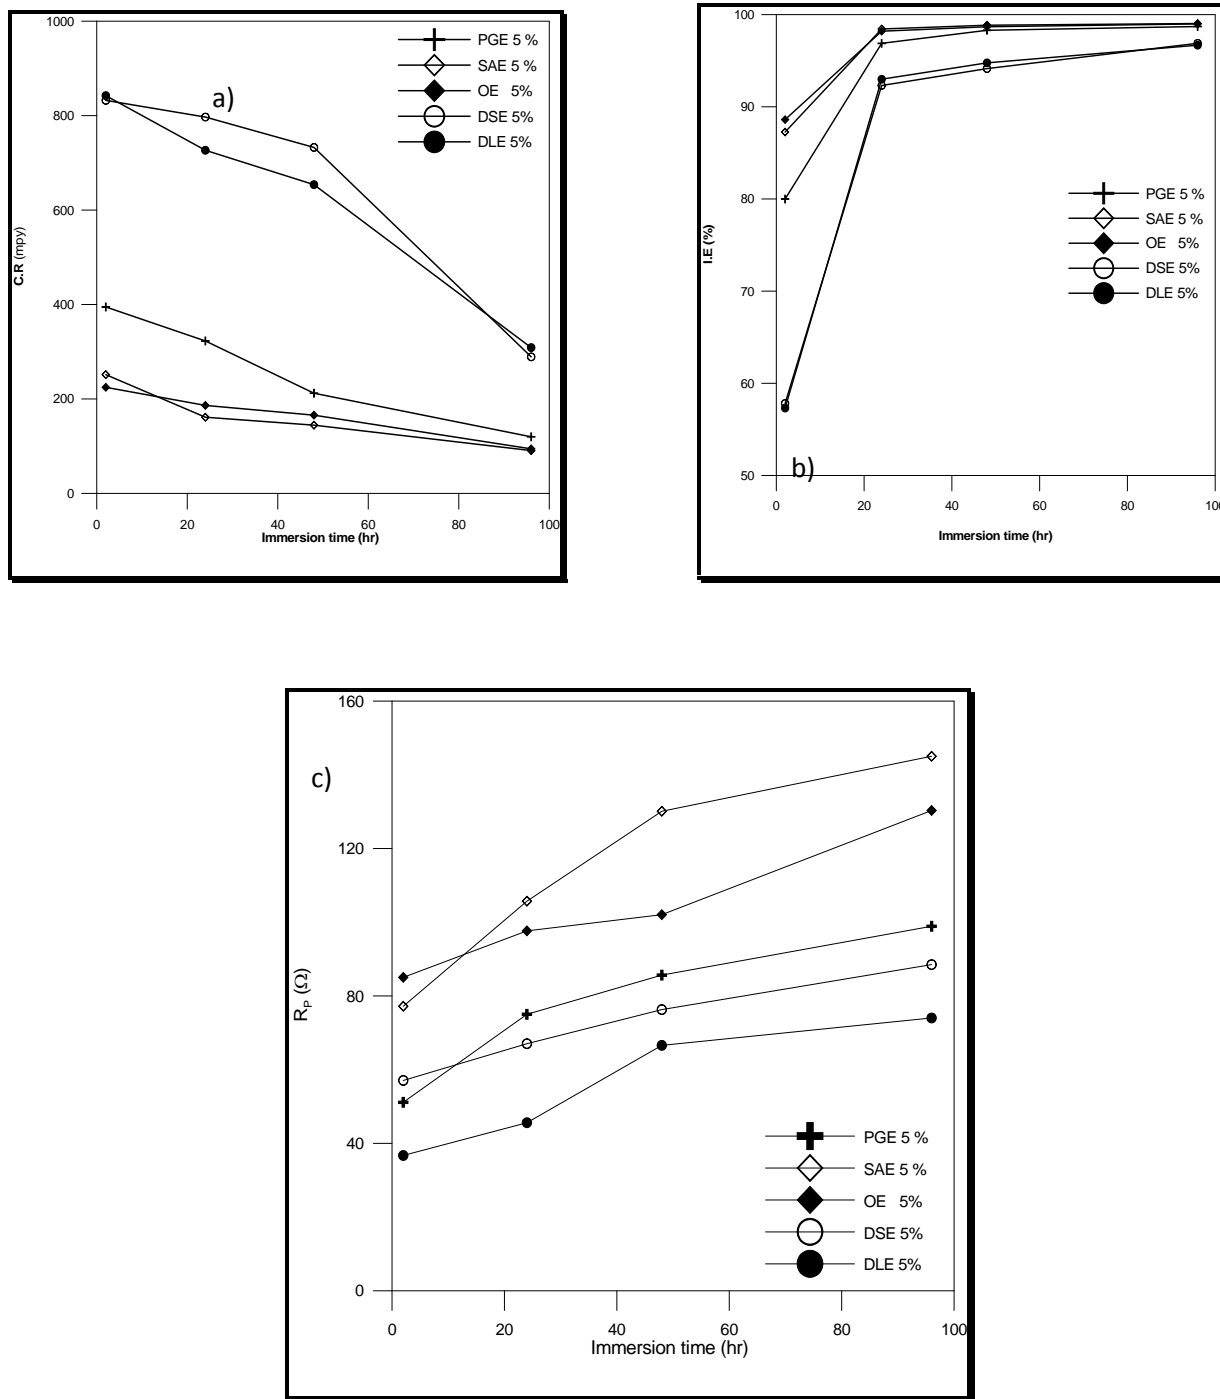 1000
800
600
400
200
0
C.R (mpy)
a)
PGE 5 %
SAE 5 %
OE 5%
DSE 5%
DLE 5%
0 20 40 60 80 100
Immersion time (hr)
100
90
80
70
60
50
I.E (%)
PGE 5 %
SAE 5 %
OE 5%
DSE 5%
DLE 5%
b)
0 20 40 60 80 100
Immersion time (hr)
160
120
80
40
0
RP (Ω)
c)
PGE 5 %
SAE 5 %
OE 5%
DSE 5%
DLE 5%
0 20 40 60 80 100
Immersion time (hr)